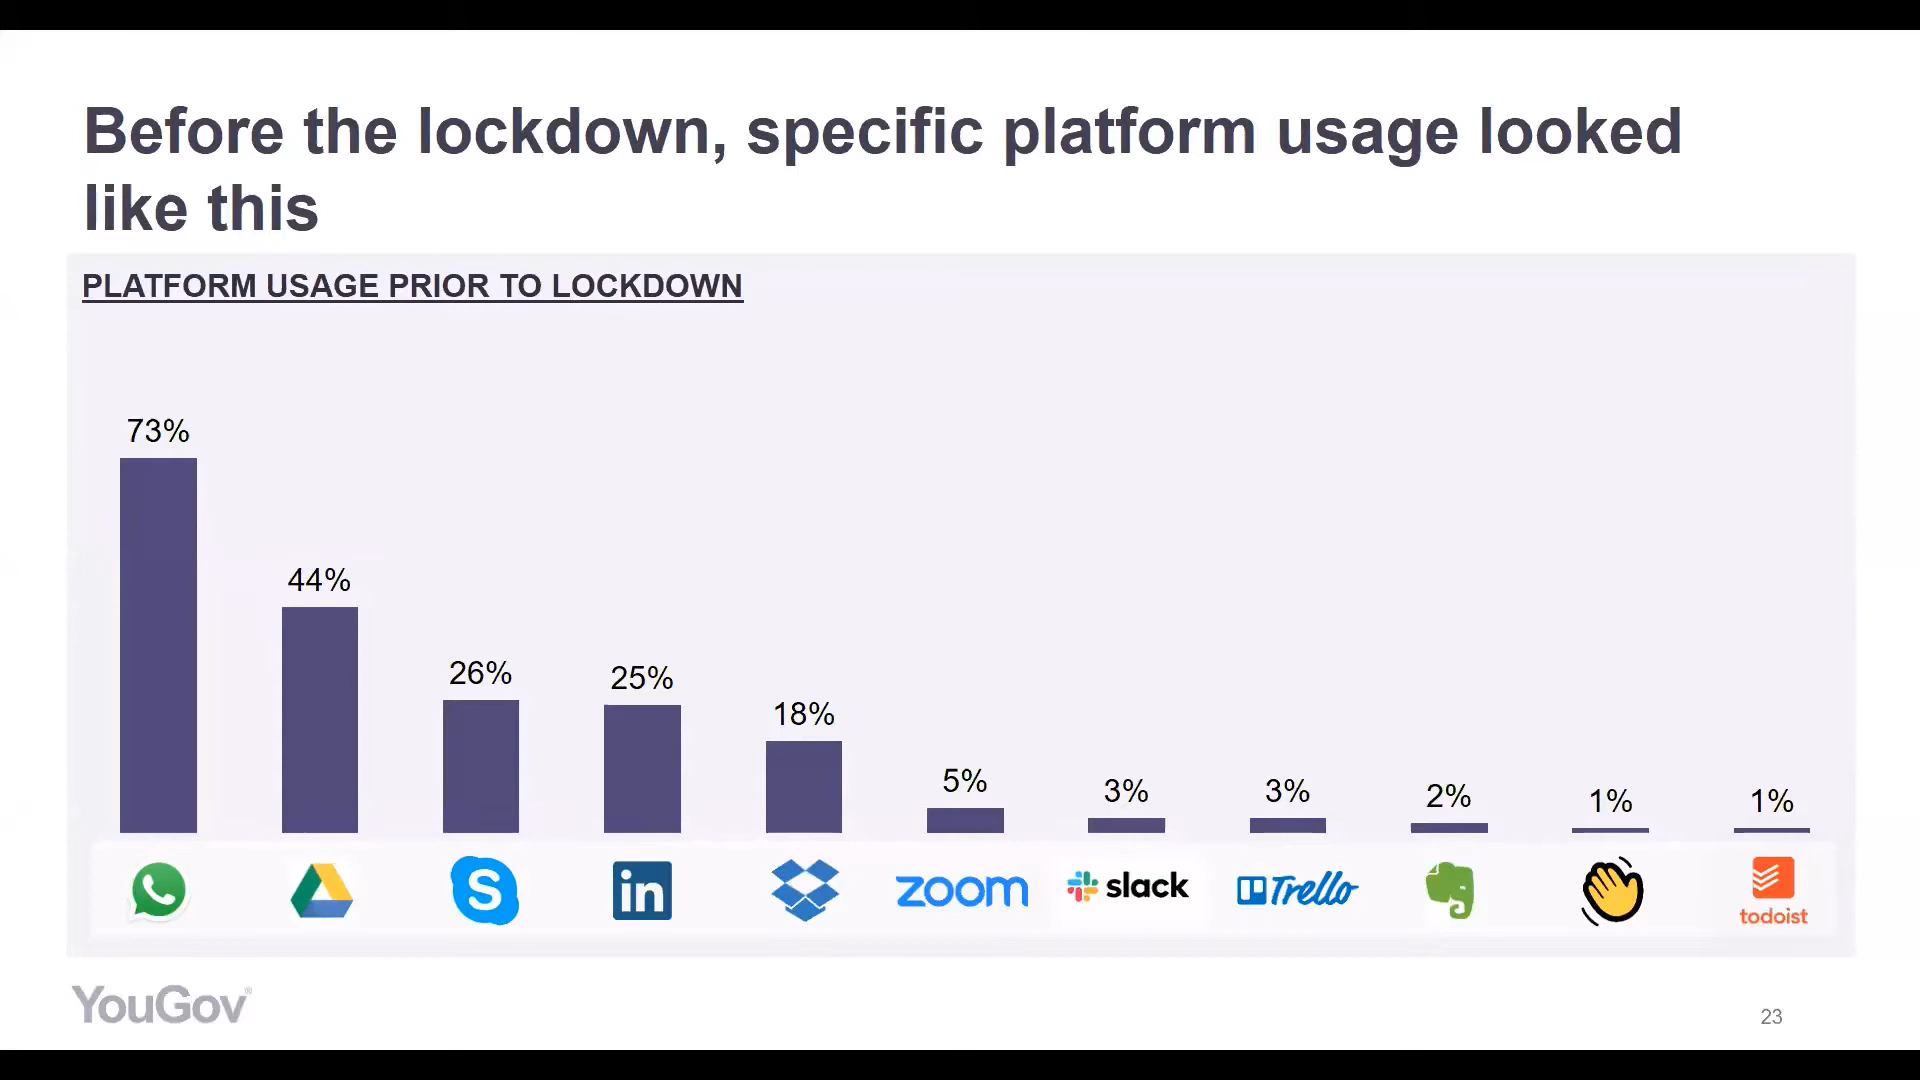 Before the lockdown, specific platform usage looked
like this
PLATFORM USAGE PRIOR TO LOCKDOWN
73%
44%
26%
25%
18%
5%
3%
3%
2%
1%
1%
S
in
zoom
slack
Trello
todoist
YouGov®
23